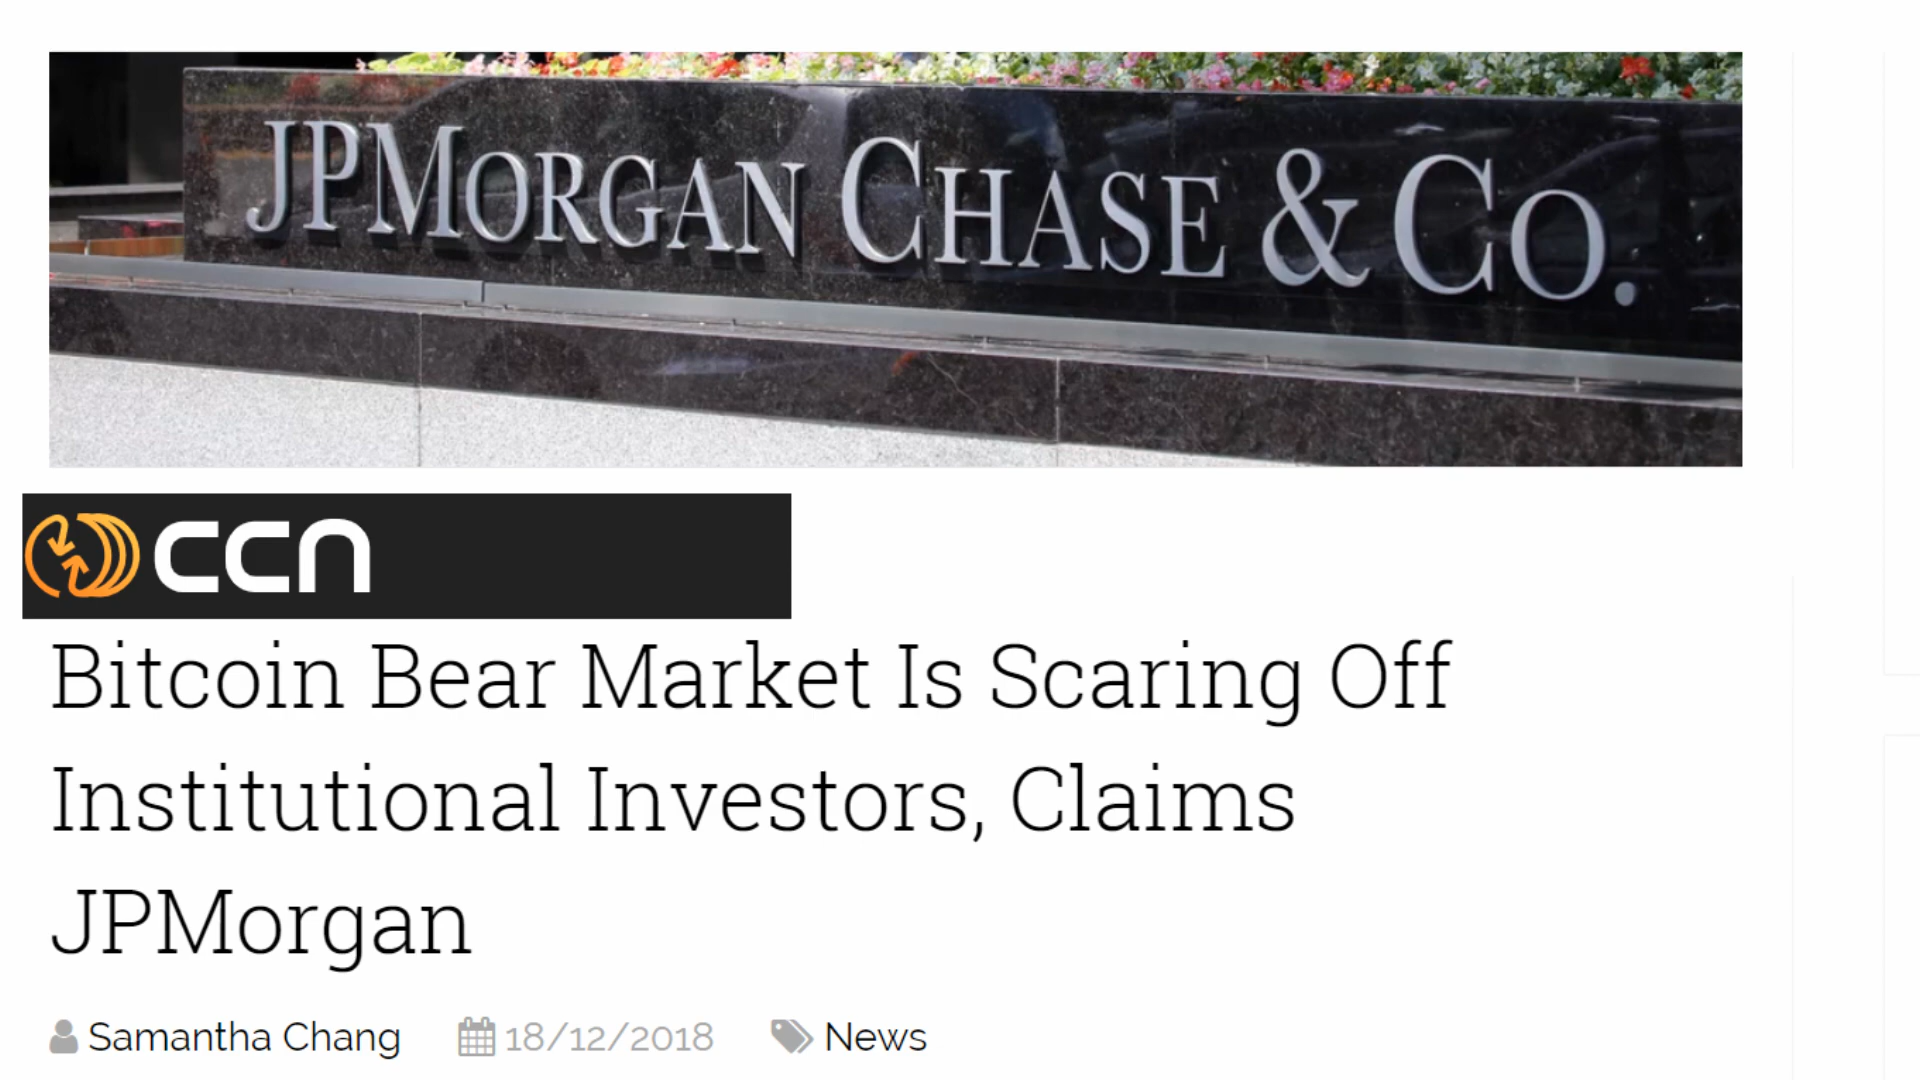 JPMORGAN CHASE & CO.
ccn
Bitcoin Bear Market Is Scaring Off
Institutional Investors, Claims
JPMorgan
Samantha Chang 18/12/2018 News